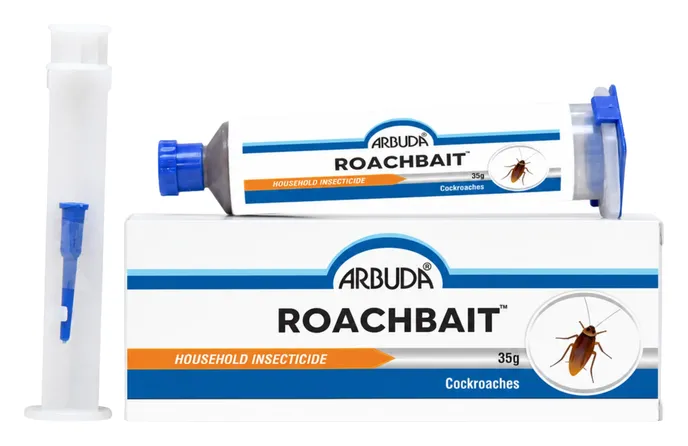 ARBUDA®
ROACHBAIT™
HOUSEHOLD INSECTICIDE
35g
Cockroaches
ARBUDA®
ROACHBAIT™
HOUSEHOLD INSECTICIDE
35g
Cockroaches